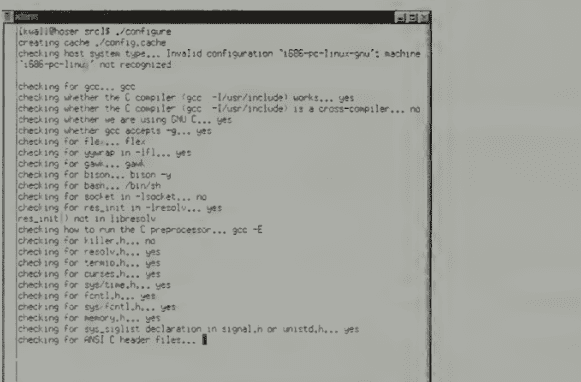 [kwall@hoser src]$ ./configure
creating cache ./config.cache
checking host system type... Invalid configuration `i686-pc-linux-gnu': machine
`i686-pc-linux' not recognized
checking for gcc... gcc
checking whether the C compiler (gcc -I/usr/include) works... yes
checking whether the C compiler (gcc -I/usr/include) is a cross-compiler... no
checking whether we are using GNU C... yes
checking whether gcc accepts -g... yes
checking for flex... flex
checking for yywrap in -lfl... yes
checking for gawk... gawk
checking for bison... bison -y
checking for bash... /bin/sh
checking for socket in -lsocket... no
checking for res_init in -lresolv... yes
res_init() not in libresolv
checking how to run the C preprocessor... gcc -E
checking for killer.h... no
checking for resolv.h... yes
checking for termio.h... yes
checking for curses.h... yes
checking for sys/time.h... yes
checking for fcntl.h... yes
checking for sys/fcntl.h... yes
checking for memory.h... yes
checking for sys_siglist declaration in signal.h or unistd.h... yes
checking for ANSI C header files...